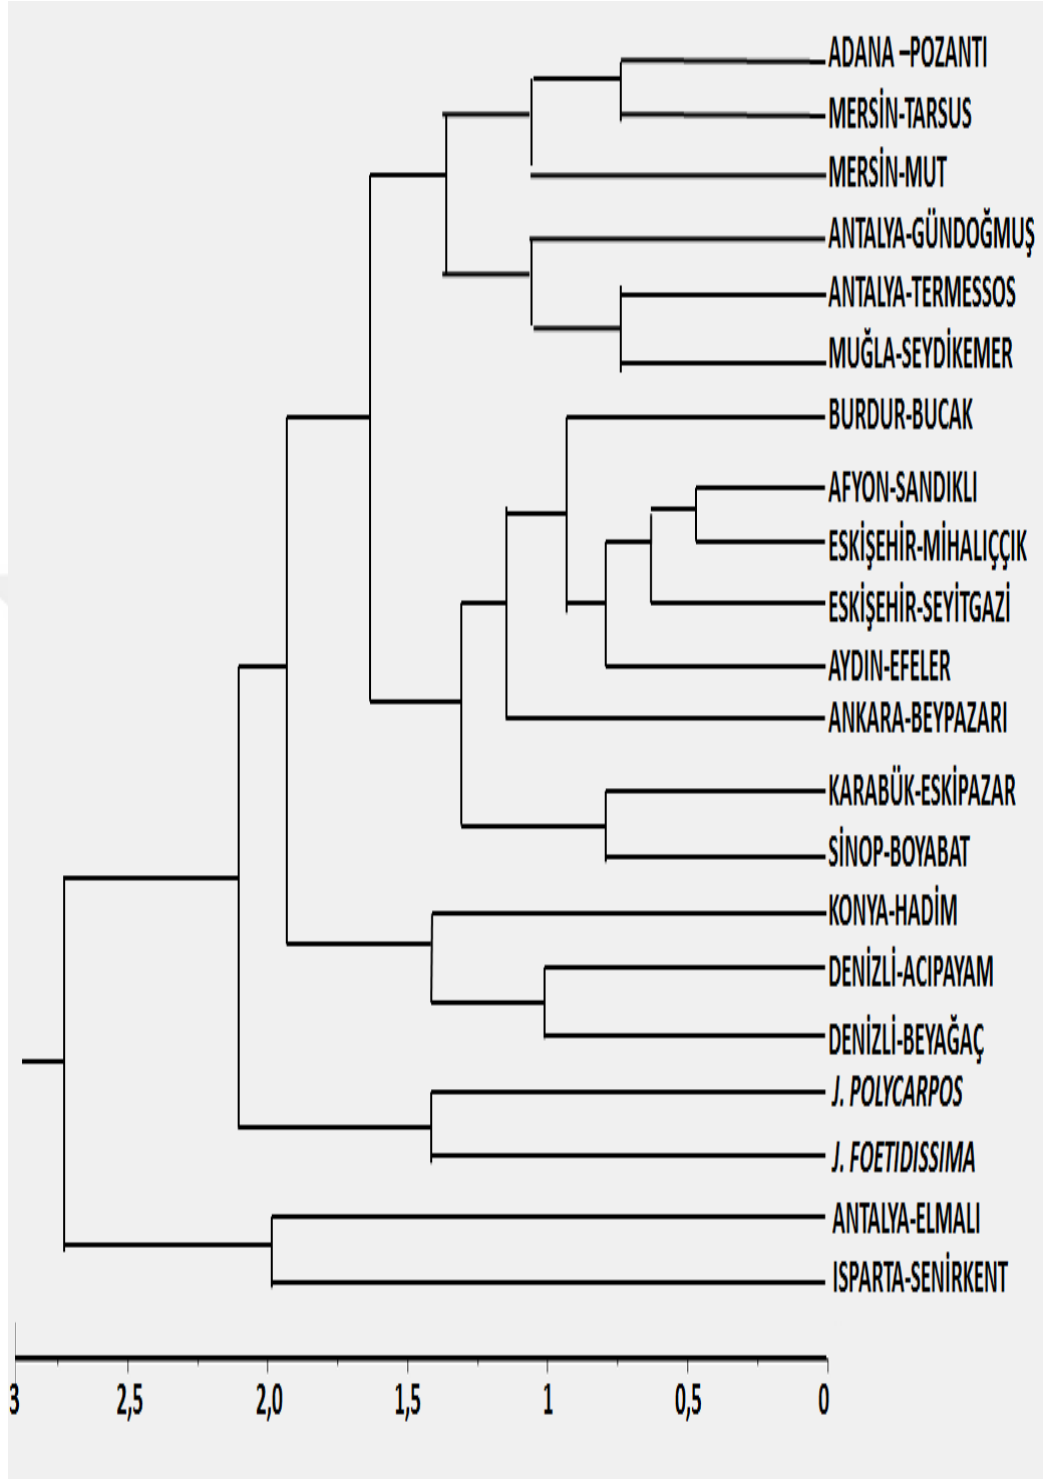 ADANA –POZANTI
MERSİN-TARSUS
MERSİN-MUT
ANTALYA-GÜNDOĞMUŞ
ANTALYA-TERMESSOS
MUĞLA-SEYDİKEMER
BURDUR-BUCAK
AFYON-SANDIKLI
ESKİŞEHİR-MİHALIÇÇIK
ESKİŞEHİR-SEYİTGAZİ
AYDIN-EFELER
ANKARA-BEYPAZARI
KARABÜK-ESKİPAZAR
SİNOP-BOYABAT
KONYA-HADİM
DENİZLİ-ACIPAYAM
DENİZLİ-BEYAĞAÇ
J. POLYCARPOS
J. FOETIDISSIMA
ANTALYA-ELMALI
ISPARTA-SENİRKENT
3 2,5 2,0 1,5 1 0,5 0